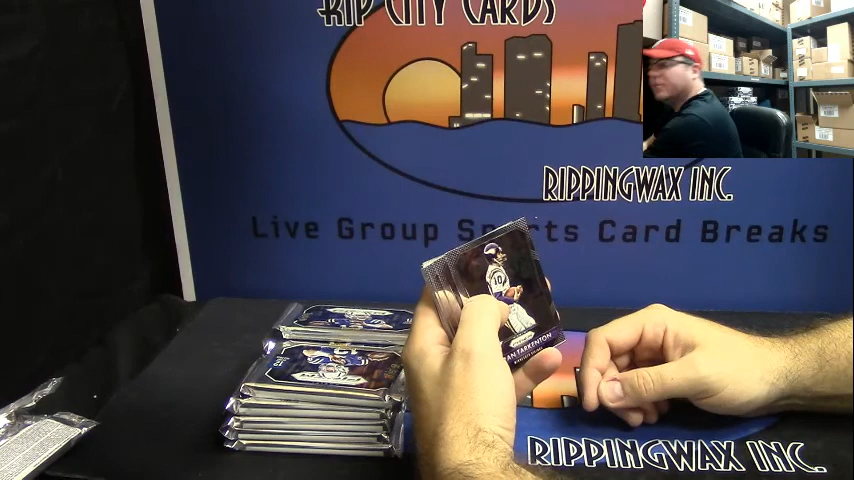 RIP CITY CARDS
RIPPINGWAX INC.
Live Group Sports Card Breaks
10
AN TARKENTON
RIPPINGWAX INC.